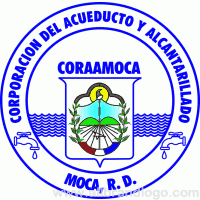 CORPORACION DEL ACUEDUCTO Y ALCANTARILLADO
CORAAMOCA
MOCA, R. D.